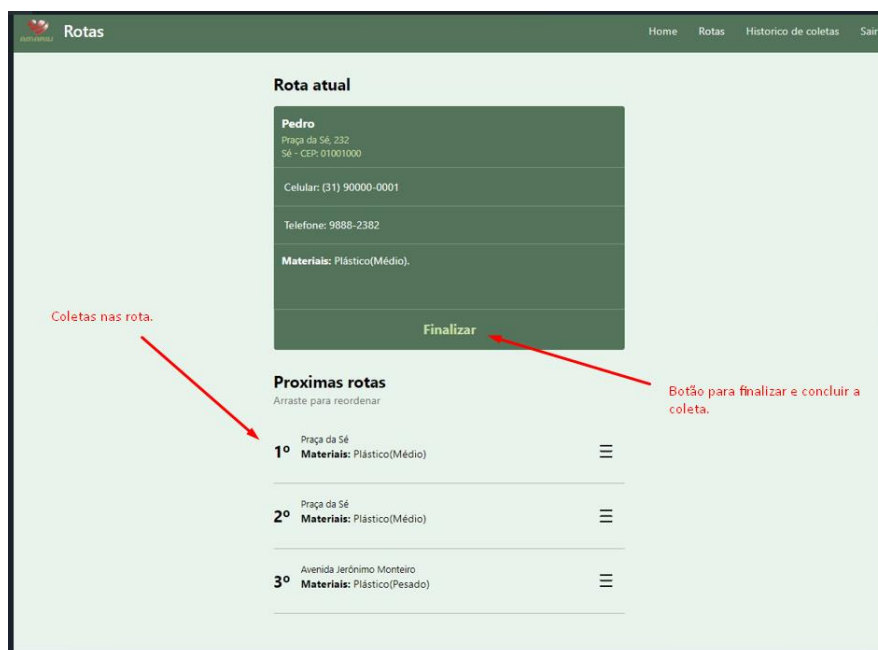 Rotas
Home
Rotas
Historico de coletas
Sair
Rota atual
Pedro
Praça da Sé, 232
Sé - CEP: 01001000
Celular: (31) 90000-0001
Telefone: 9888-2382
Materiais: Plástico(Médio).
Finalizar
Coletas nas rota.
Botão para finalizar e concluir a
coleta.
Proximas rotas
Arraste para reordenar
1º
Praça da Sé
Materiais: Plástico(Médio)
2º
Praça da Sé
Materiais: Plástico(Médio)
3º
Avenida Jerônimo Monteiro
Materiais: Plástico(Pesado)